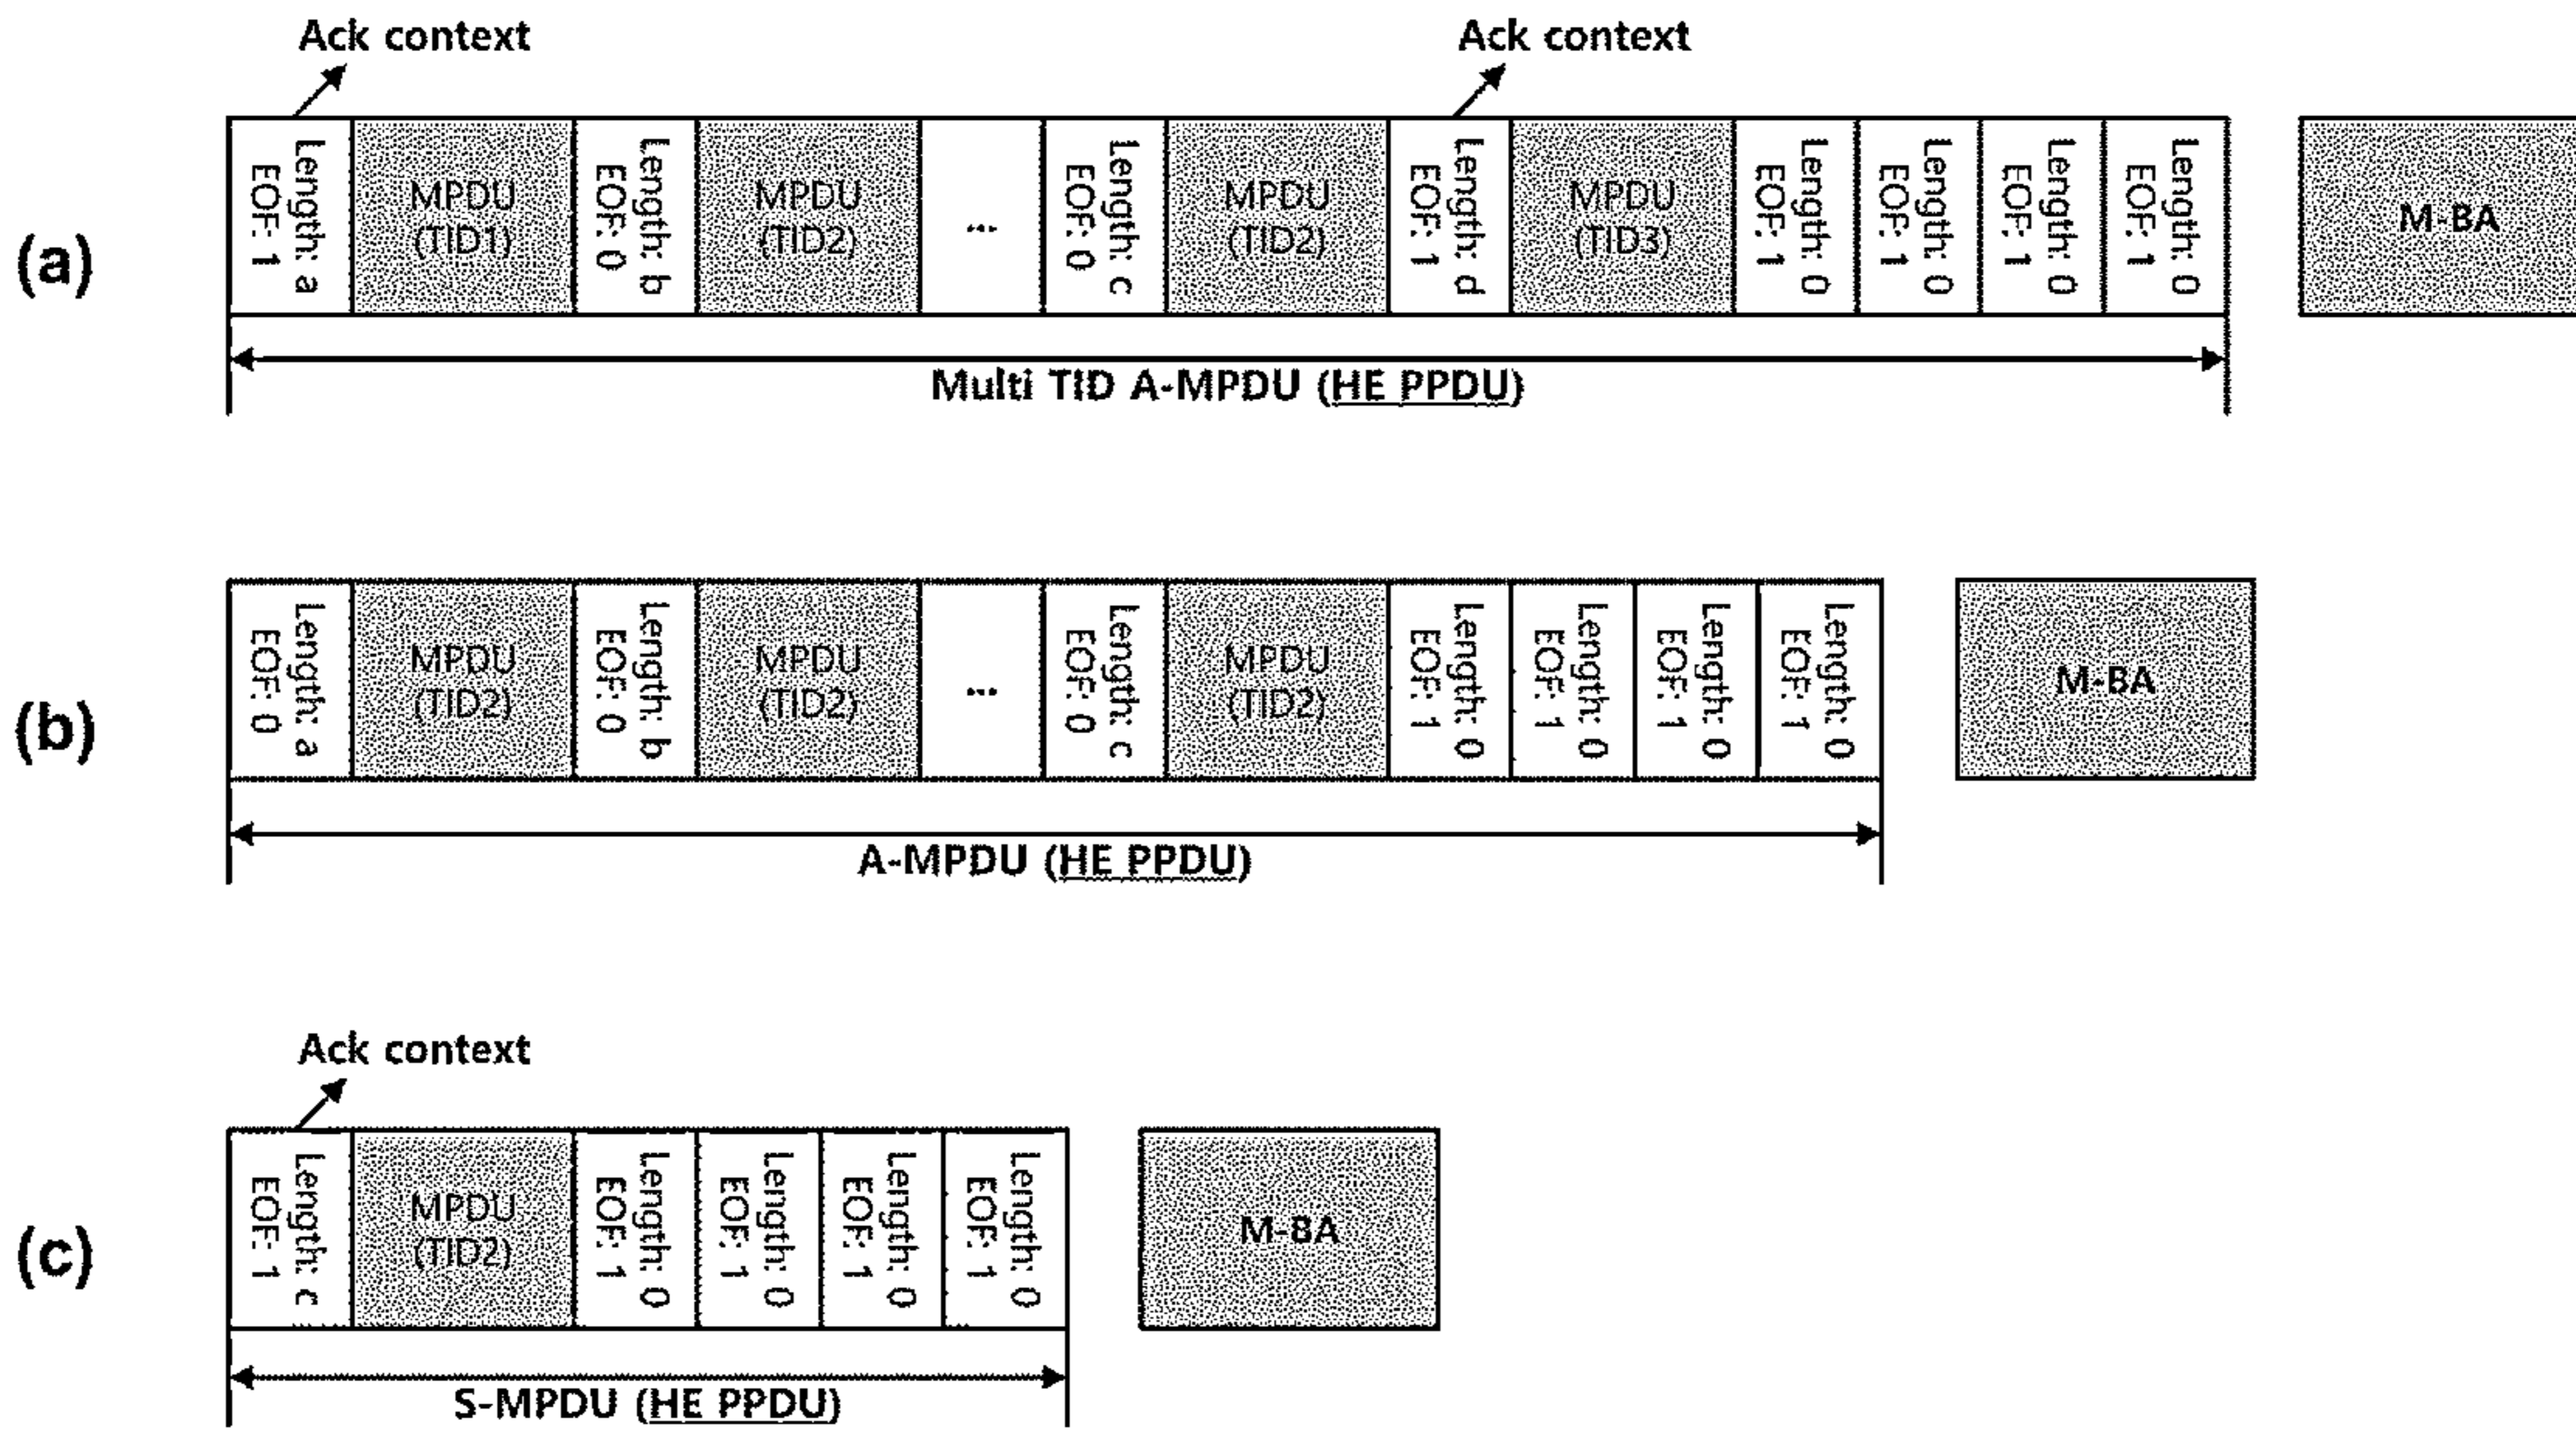 Ack context
Ack context
(a)
Length: a
EOF: 1
MPDU
(TID1)
Length: b
EOF: 0
MPDU
(TID2)
...
Length: c
EOF: 0
MPDU
(TID2)
Length: d
EOF: 1
MPDU
(TID3)
Length: 0
EOF: 1
Length: 0
EOF: 1
Length: 0
EOF: 1
Length: 0
EOF: 1
M-BA
Multi TID A-MPDU (HE PPDU)
(b)
Length: a
EOF: 0
MPDU
(TID2)
Length: b
EOF: 0
MPDU
(TID2)
...
Length: c
EOF: 0
MPDU
(TID2)
Length: 0
EOF: 1
Length: 0
EOF: 1
Length: 0
EOF: 1
Length: 0
EOF: 1
M-BA
A-MPDU (HE PPDU)
Ack context
(c)
Length: c
EOF: 1
MPDU
(TID2)
Length: 0
EOF: 1
Length: 0
EOF: 1
Length: 0
EOF: 1
Length: 0
EOF: 1
M-BA
S-MPDU (HE PPDU)